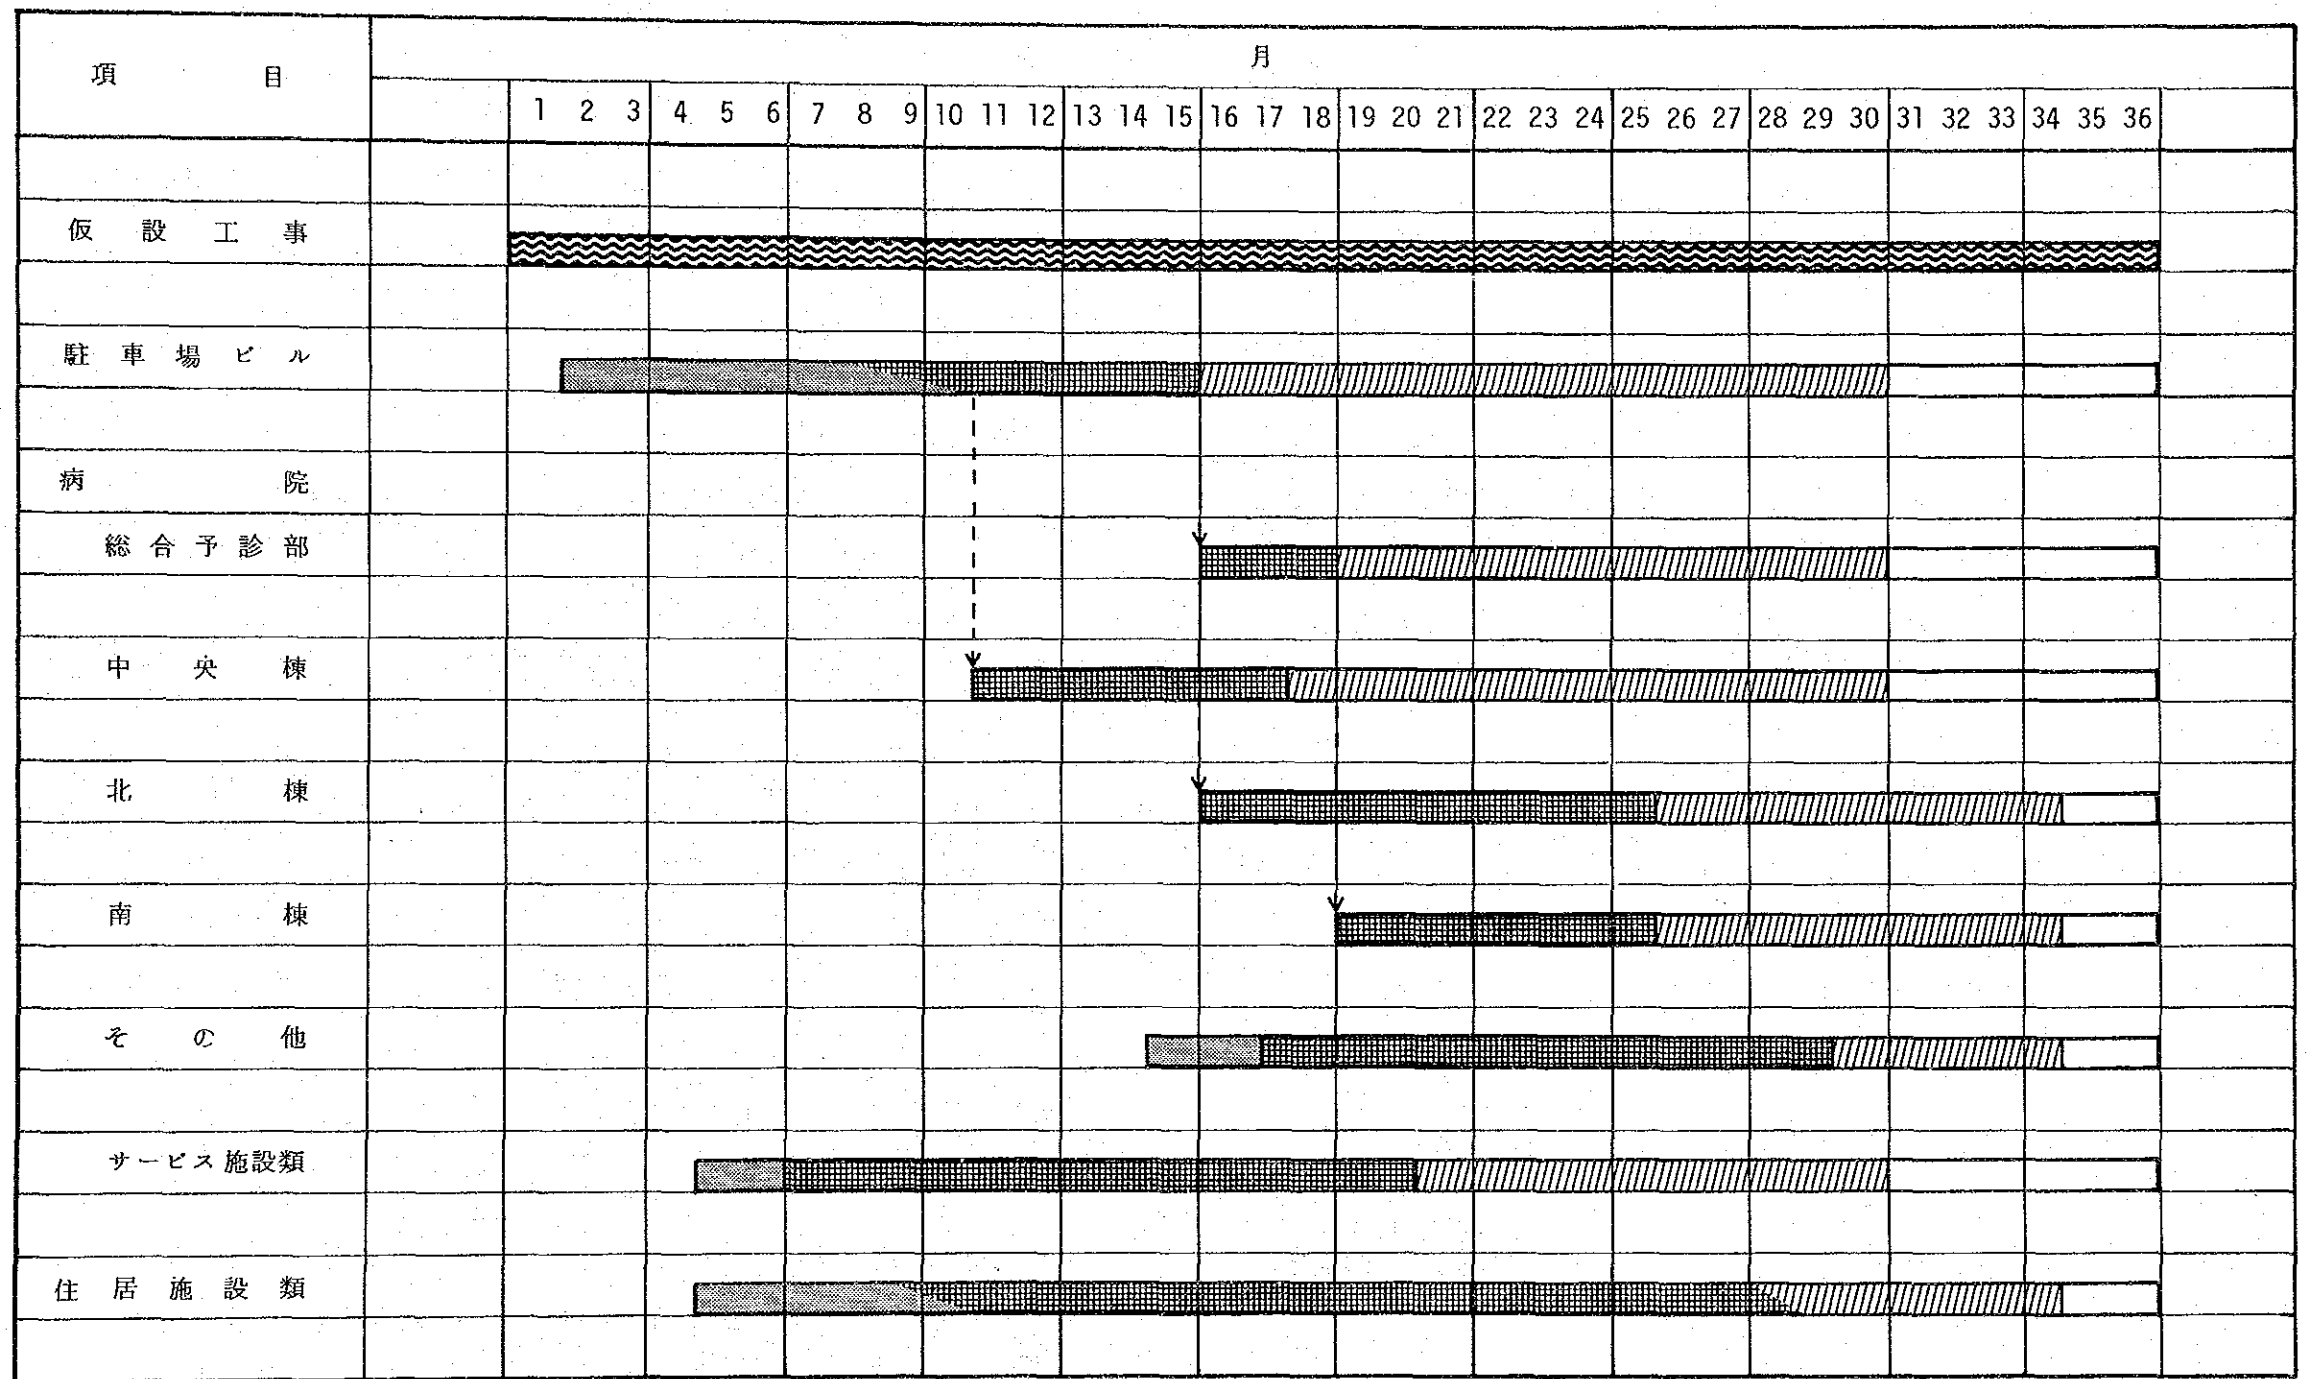 項目
月
1 2 3 4 5 6 7 8 9 10 11 12 13 14 15 16 17 18 19 20 21 22 23 24 25 26 27 28 29 30 31 32 33 34 35 36
仮設工事
駐車場ビル
病院
総合予診部
中央棟
北棟
南棟
その他
サービス施設類
住居施設類